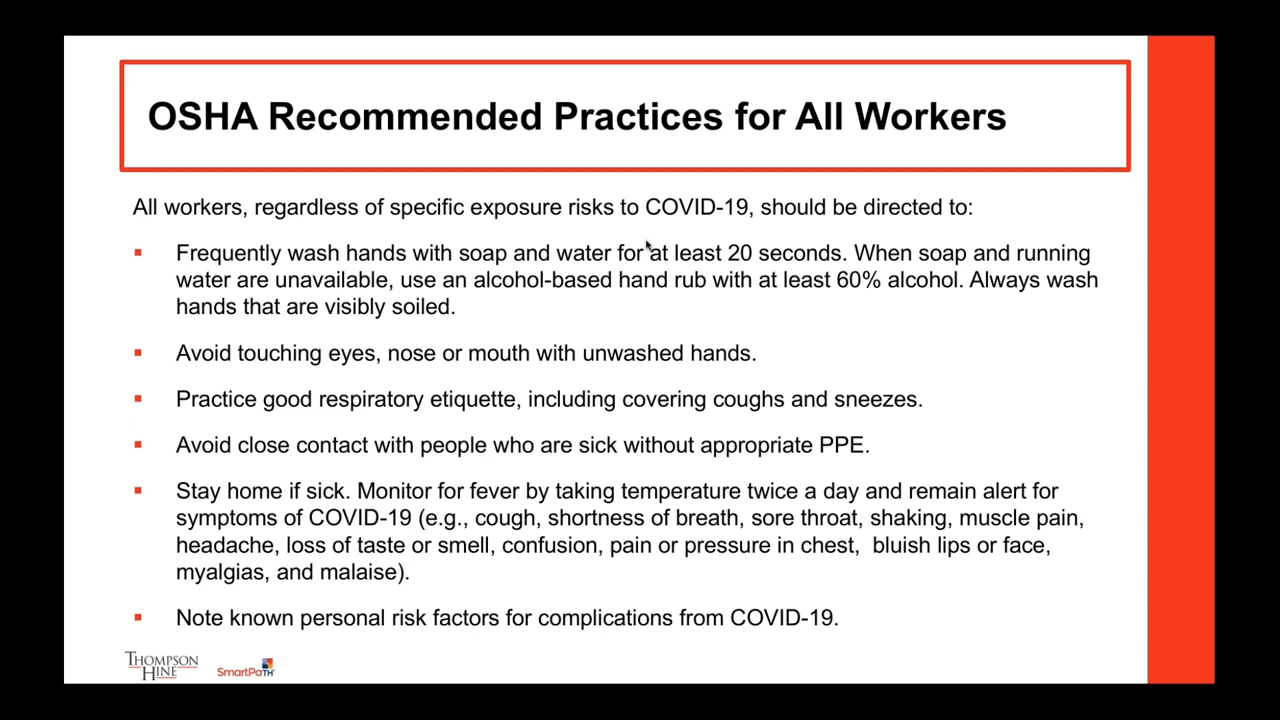 OSHA Recommended Practices for All Workers
All workers, regardless of specific exposure risks to COVID-19, should be directed to:
▪ Frequently wash hands with soap and water for at least 20 seconds. When soap and running
water are unavailable, use an alcohol-based hand rub with at least 60% alcohol. Always wash
hands that are visibly soiled.
▪ Avoid touching eyes, nose or mouth with unwashed hands.
▪ Practice good respiratory etiquette, including covering coughs and sneezes.
▪ Avoid close contact with people who are sick without appropriate PPE.
▪ Stay home if sick. Monitor for fever by taking temperature twice a day and remain alert for
symptoms of COVID-19 (e.g., cough, shortness of breath, sore throat, shaking, muscle pain,
headache, loss of taste or smell, confusion, pain or pressure in chest,  bluish lips or face,
myalgias, and malaise).
▪ Note known personal risk factors for complications from COVID-19.
THOMPSON
HINE
SmartPaTH